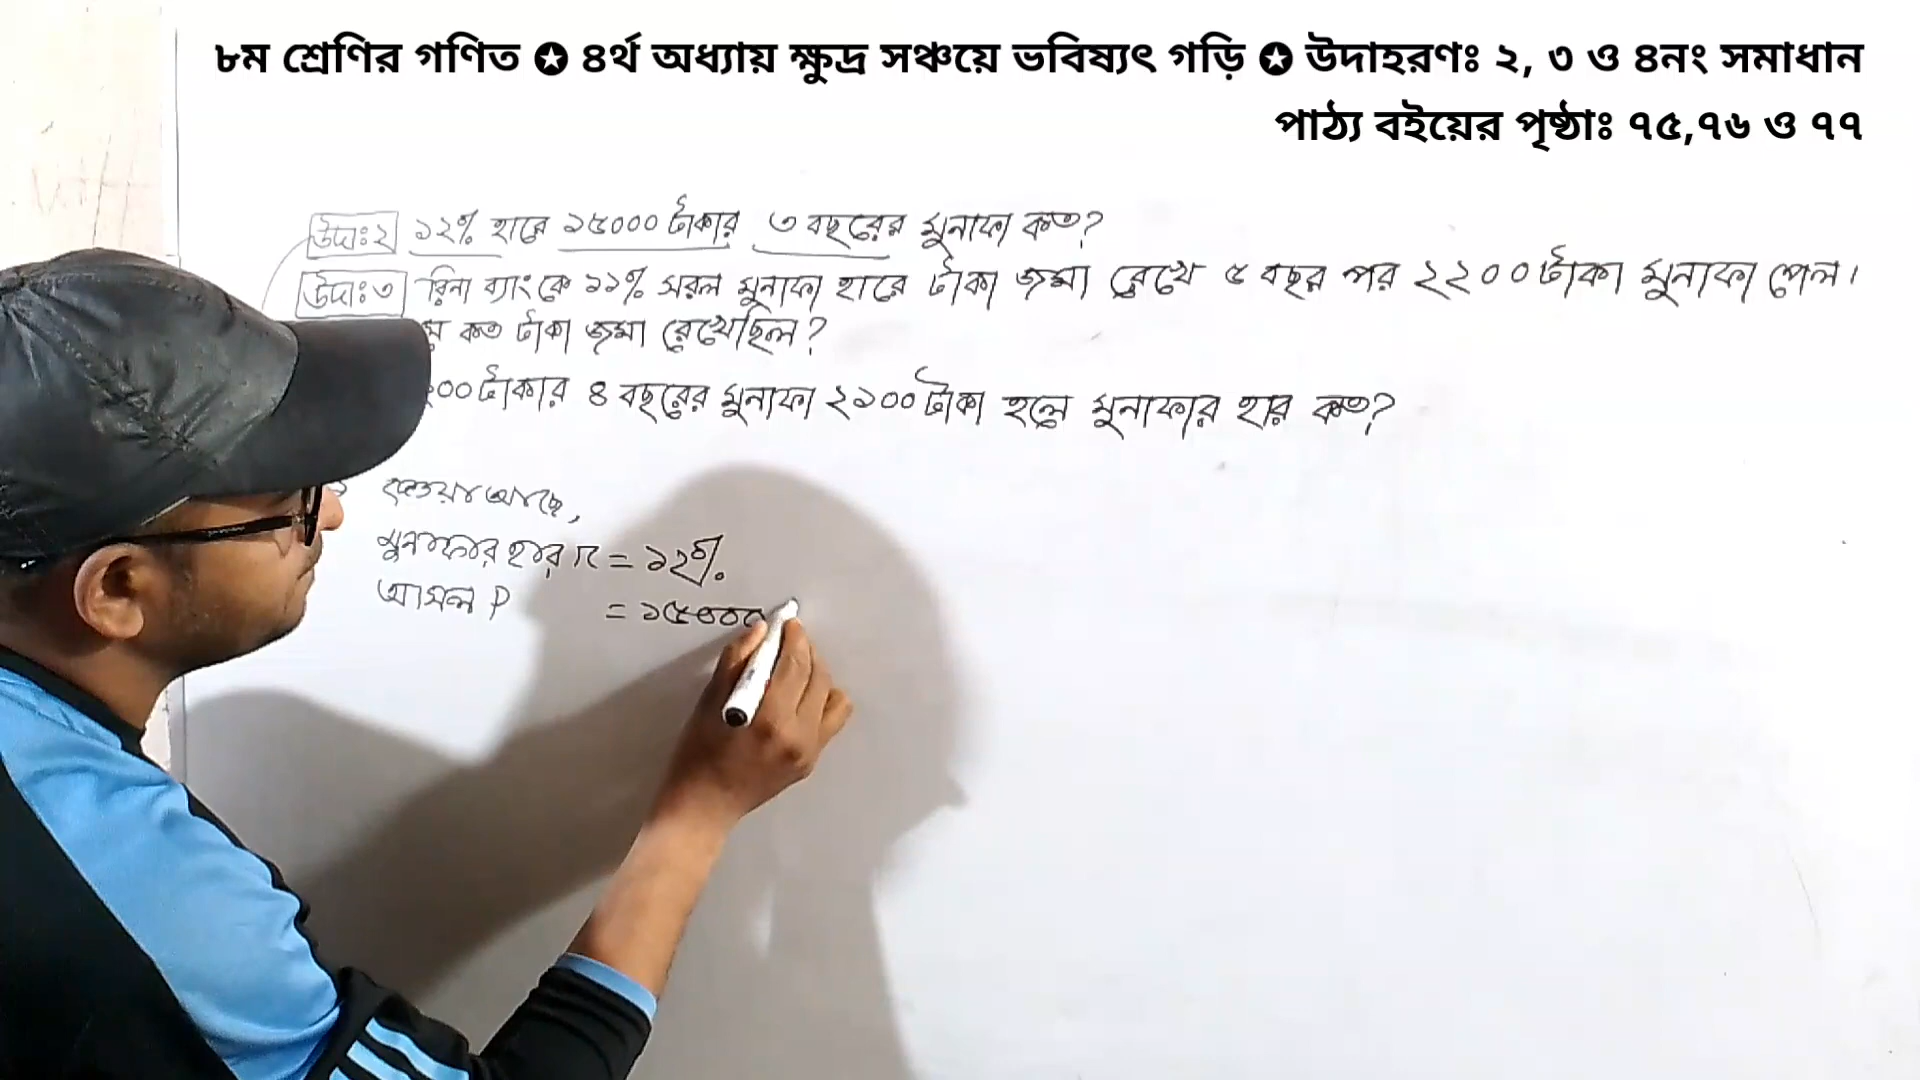 ৮ম শ্রেণির গণিত ✪ ৪র্থ অধ্যায় ক্ষুদ্র সঞ্চয়ে ভবিষ্যৎ গড়ি ✪ উদাহরণঃ ২, ৩ ও ৪নং সমাধান
পাঠ্য বইয়ের পৃষ্ঠাঃ ৭৫,৭৬ ও ৭৭
উদাঃ২ ১২% হারে ১৫০০০ টাকার ৩ বছরের মুনাফা কত?
উদাঃ৩ রিনা ব্যাংকে ১১% সরল মুনাফা হারে টাকা জমা রেখে ৫ বছর পর ২২০০ টাকা মুনাফা পেল।
কত টাকা জমা রেখেছিল?
০০ টাকার ৪ বছরের মুনাফা ২১০০ টাকা হলে মুনাফার হার কত?
দেওয়া আছে,
মুনাফার হার r = ১২%
আসল P = ১৫০০০